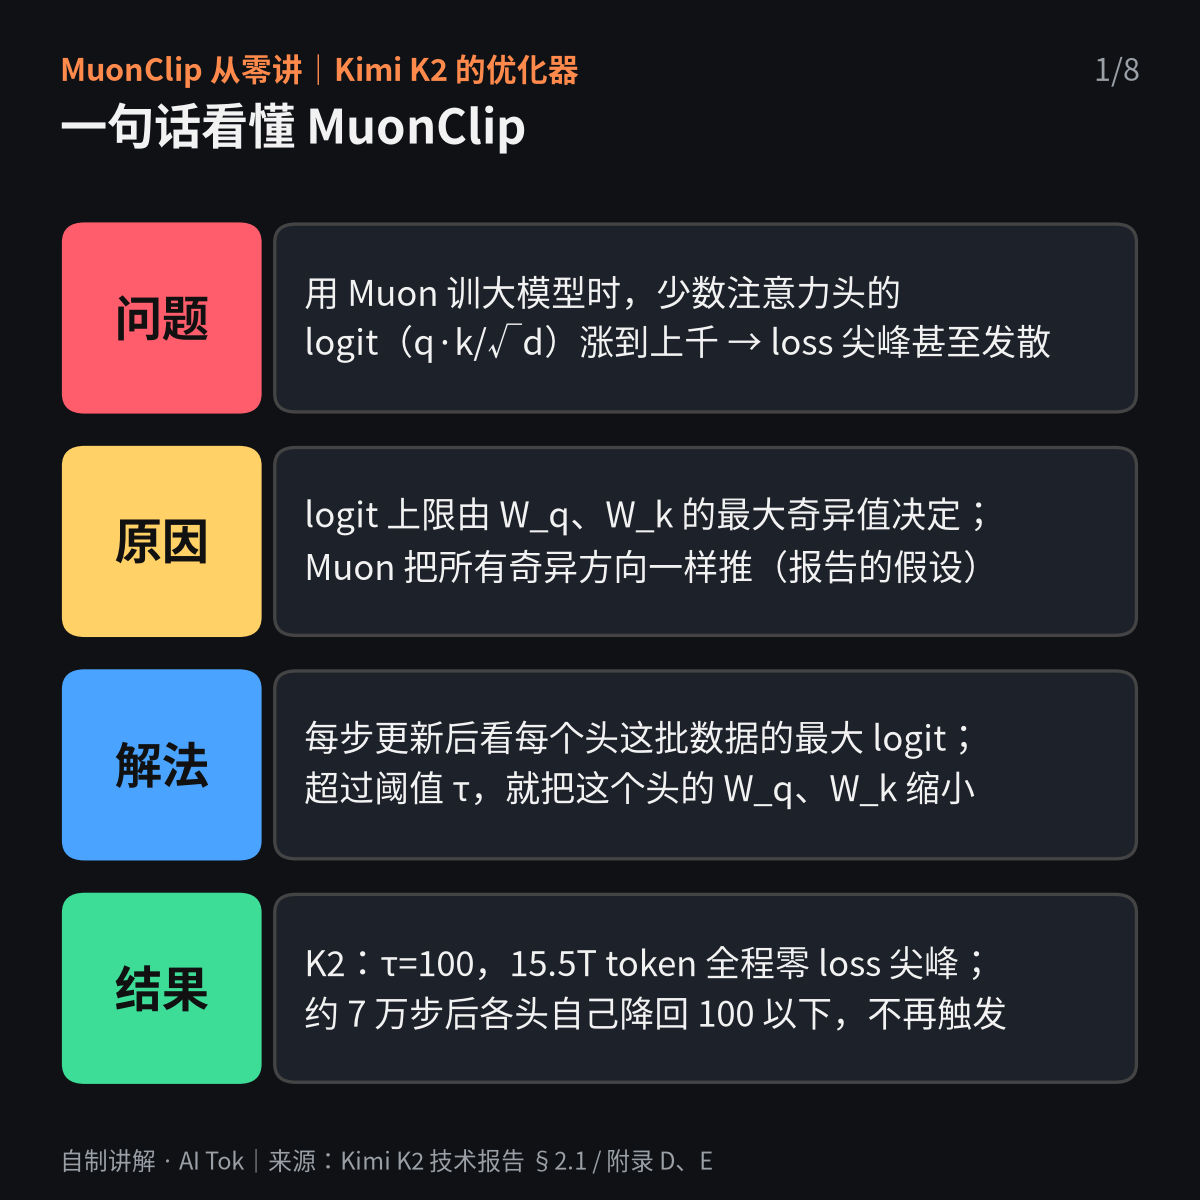 MuonClip 从零讲｜Kimi K2 的优化器
1/8
一句话看懂 MuonClip
问题
用 Muon 训大模型时，少数注意力头的
logit（q·k/√d）涨到上千 → loss 尖峰甚至发散
原因
logit 上限由 W_q、W_k 的最大奇异值决定；
Muon 把所有奇异方向一样推（报告的假设）
解法
每步更新后看每个头这批数据的最大 logit；
超过阈值 τ，就把这个头的 W_q、W_k 缩小
结果
K2：τ=100，15.5T token 全程零 loss 尖峰；
约 7 万步后各头自己降回 100 以下，不再触发
自制讲解 · AI Tok｜来源：Kimi K2 技术报告 §2.1 / 附录 D、E